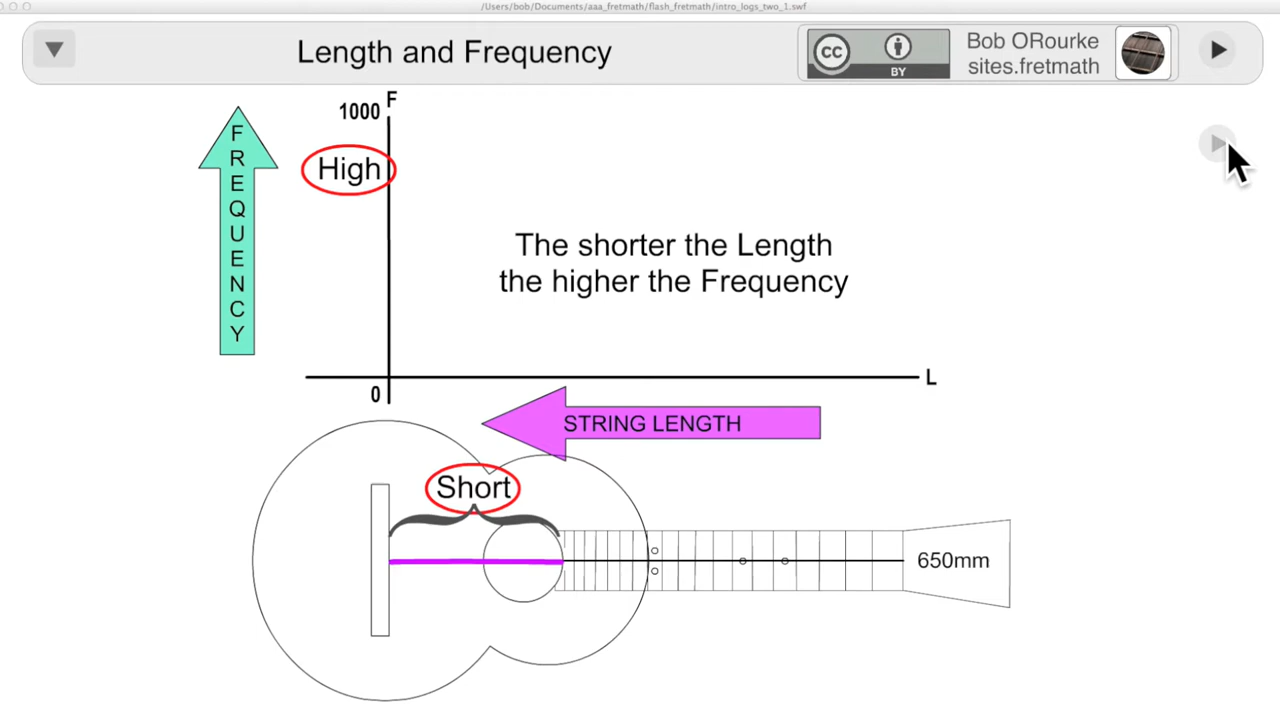 /Users/bob/Documents/aaa_fretmath/flash_fretmath/intro_logs_two_1.swf
Length and Frequency
CC
BY
Bob ORourke
sites.fretmath
F
1000
High
FREQUENCY
The shorter the Length
the higher the Frequency
L
0
STRING LENGTH
Short
650mm